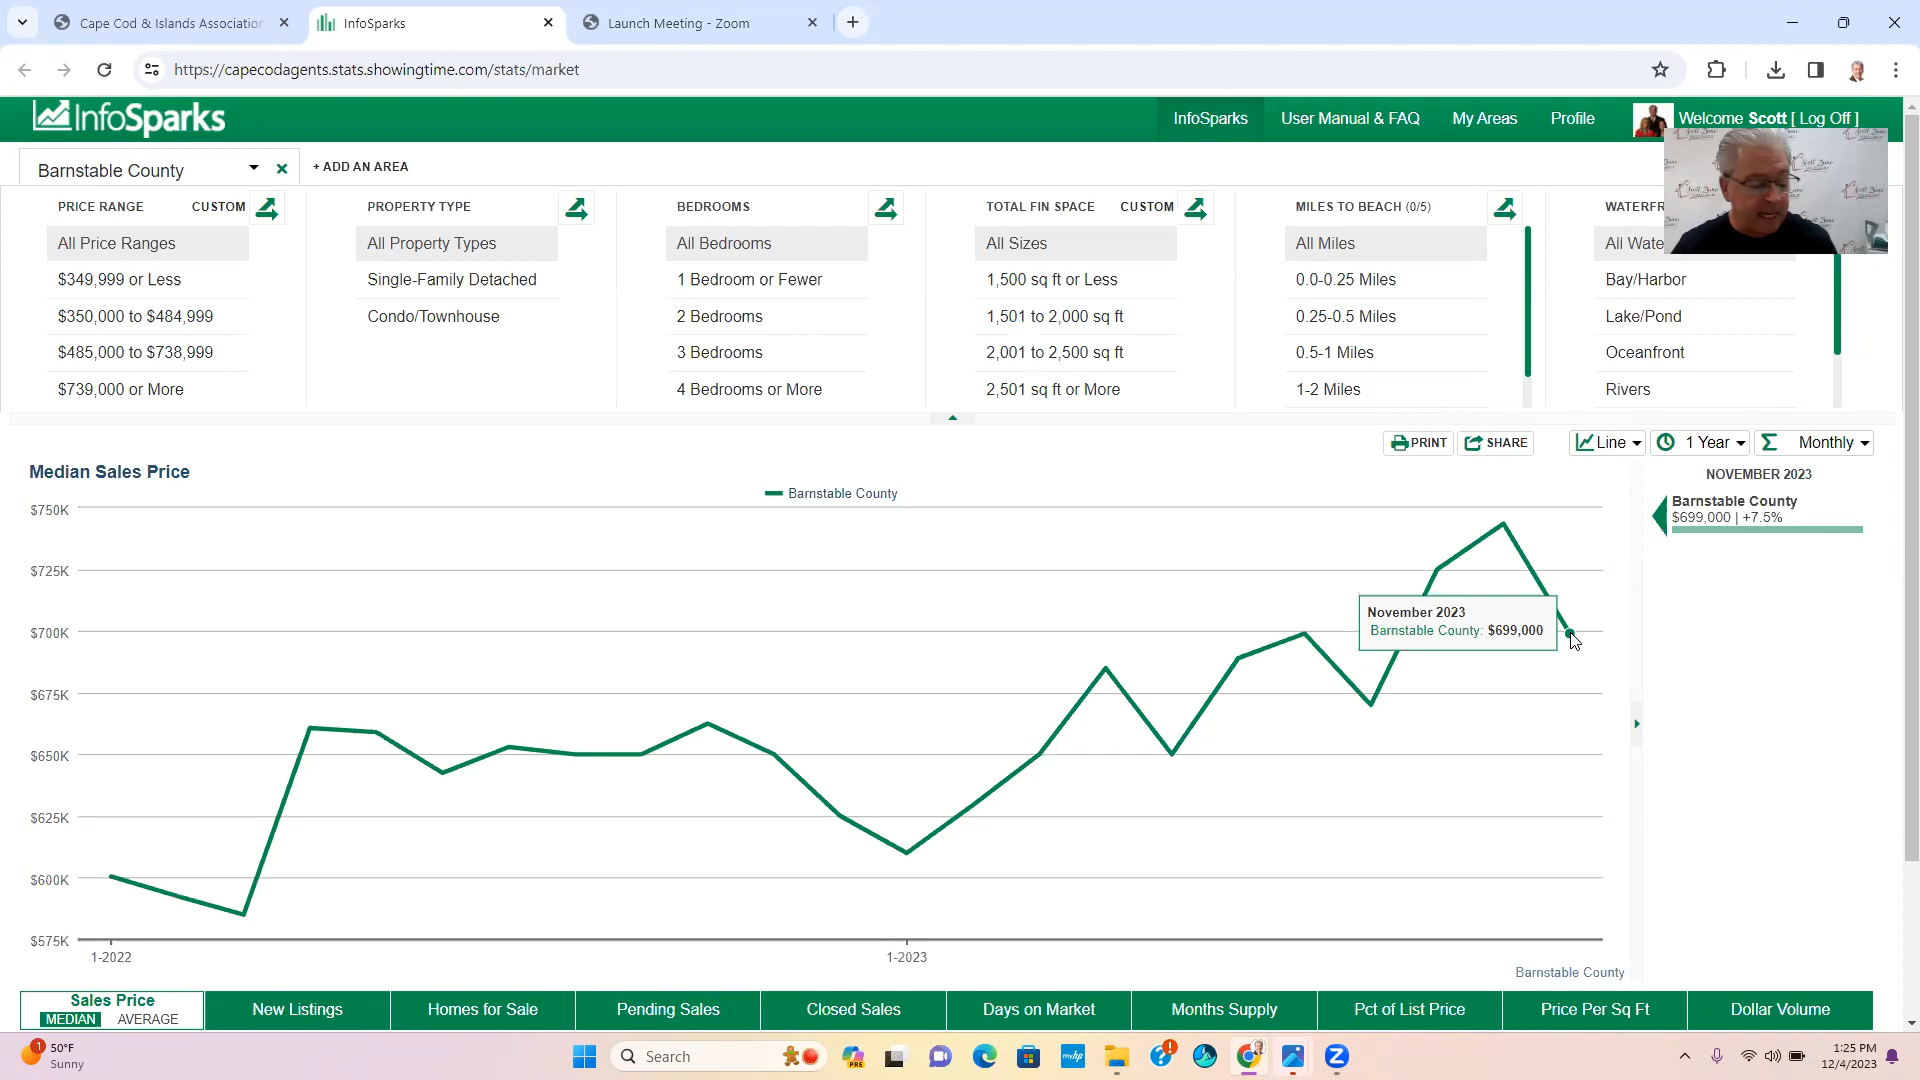 Cape Cod & Islands Association
InfoSparks
Launch Meeting - Zoom
https://capecodagents.stats.showingtime.com/stats/market
InfoSparks
InfoSparks
User Manual & FAQ
My Areas
Profile
Welcome Scott [ Log Off ]
Barnstable County
+ ADD AN AREA
PRICE RANGE CUSTOM
All Price Ranges
$349,999 or Less
$350,000 to $484,999
$485,000 to $738,999
$739,000 or More
PROPERTY TYPE
All Property Types
Single-Family Detached
Condo/Townhouse
BEDROOMS
All Bedrooms
1 Bedroom or Fewer
2 Bedrooms
3 Bedrooms
4 Bedrooms or More
TOTAL FIN SPACE CUSTOM
All Sizes
1,500 sq ft or Less
1,501 to 2,000 sq ft
2,001 to 2,500 sq ft
2,501 sq ft or More
MILES TO BEACH (0/5)
All Miles
0.0-0.25 Miles
0.25-0.5 Miles
0.5-1 Miles
1-2 Miles
WATERF
All Wate
Bay/Harbor
Lake/Pond
Oceanfront
Rivers
PRINT
SHARE
Line
1 Year
Monthly
Median Sales Price
Barnstable County
$750K
$725K
$700K
$675K
$650K
$625K
$600K
$575K
November 2023
Barnstable County: $699,000
1-2022
1-2023
Barnstable County
NOVEMBER 2023
Barnstable County
$699,000 | +7.5%
Sales Price
MEDIAN AVERAGE
New Listings
Homes for Sale
Pending Sales
Closed Sales
Days on Market
Months Supply
Pct of List Price
Price Per Sq Ft
Dollar Volume
1
50°F
Sunny
Search
PRE
myhp
1:25 PM
12/4/2023